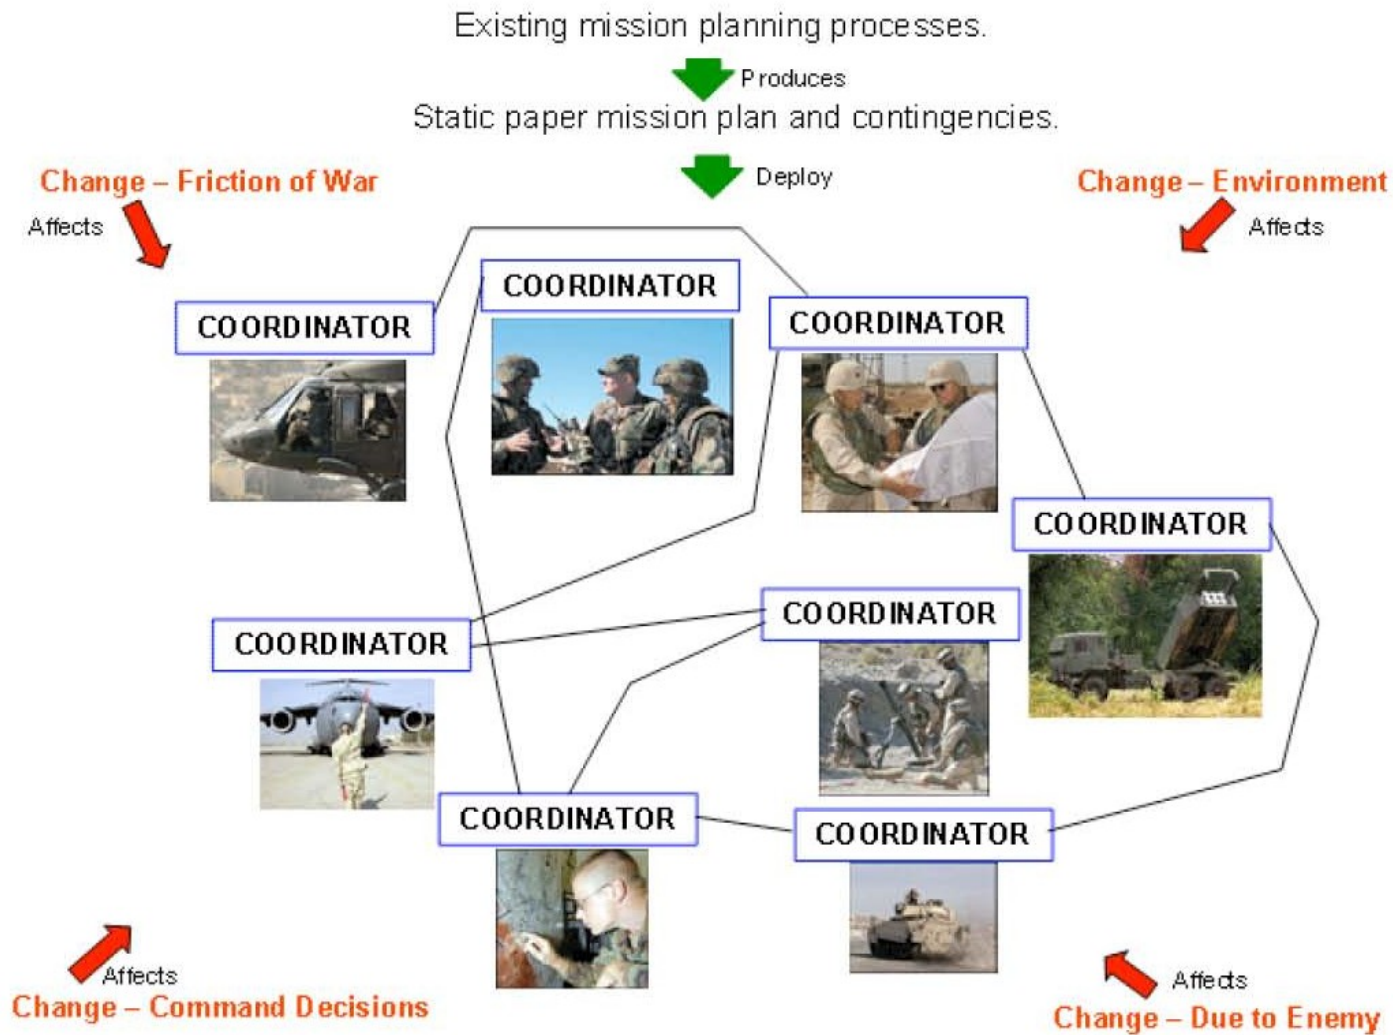 Existing mission planning processes.
Produces
Static paper mission plan and contingencies.
Deploy
Change – Friction of War
Affects
Change – Environment
Affects
COORDINATOR
COORDINATOR
COORDINATOR
COORDINATOR
COORDINATOR
COORDINATOR
COORDINATOR
COORDINATOR
Affects
Change – Command Decisions
Affects
Change – Due to Enemy